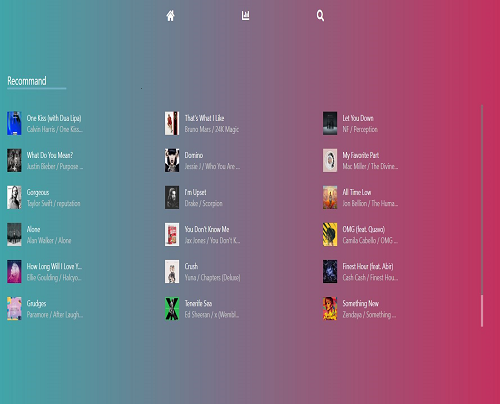 Recommand
One Kiss (with Dua Lipa)
Calvin Harris / One Kiss...
That's What I Like
Bruno Mars / 24K Magic
Let You Down
NF / Perception
What Do You Mean?
Justin Bieber / Purpose ...
Domino
Jessie J / Who You Are ...
My Favorite Part
Mac Miller / The Divine...
Gorgeous
Taylor Swift / reputation
I'm Upset
Drake / Scorpion
All Time Low
Jon Bellion / The Huma...
Alone
Alan Walker / Alone
You Don't Know Me
Jax Jones / You Don't K...
OMG (feat. Quavo)
Camila Cabello / OMG ...
How Long Will I Love Y...
Ellie Goulding / Halcyo...
Crush
Yuna / Chapters (Deluxe)
Finest Hour (feat. Abir)
Cash Cash / Finest Hou...
Grudges
Paramore / After Laugh...
Tenerife Sea
Ed Sheeran / x (Wembl...
Something New
Zendaya / Something ...